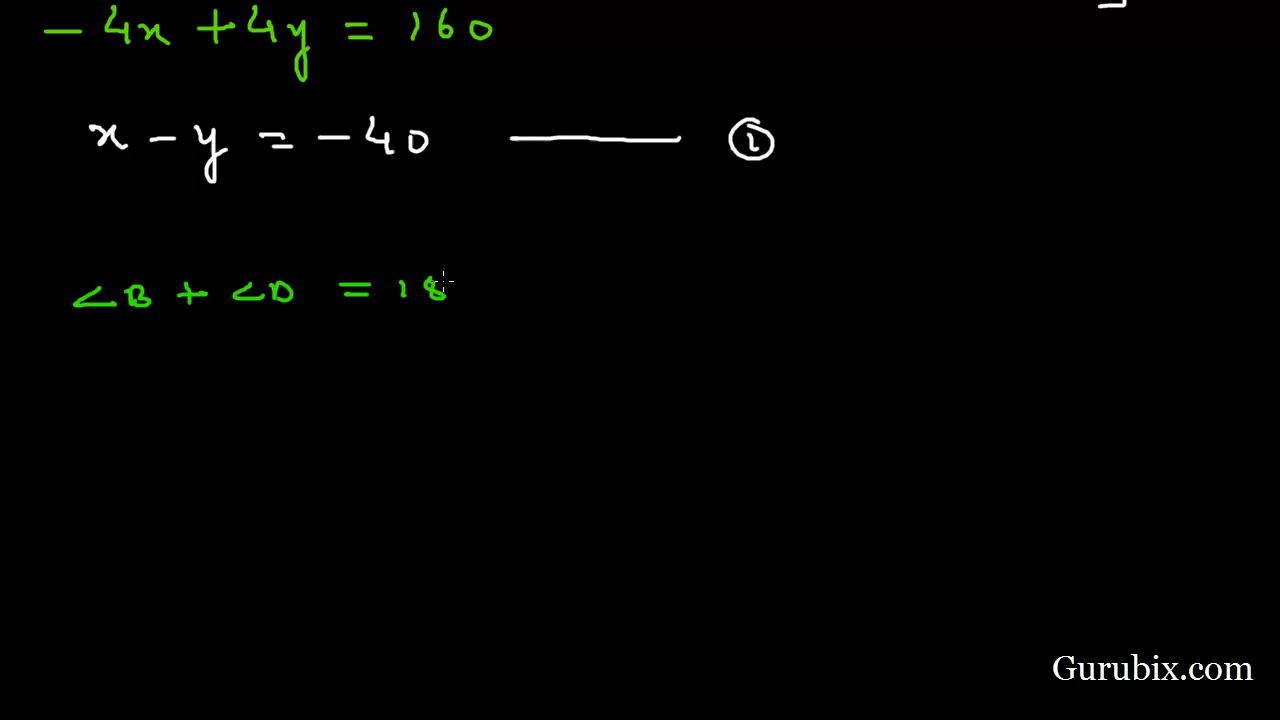 - 4x + 4y = 160
x - y = -40 ——— ①
∠B + ∠D = 18
Gurubix.com